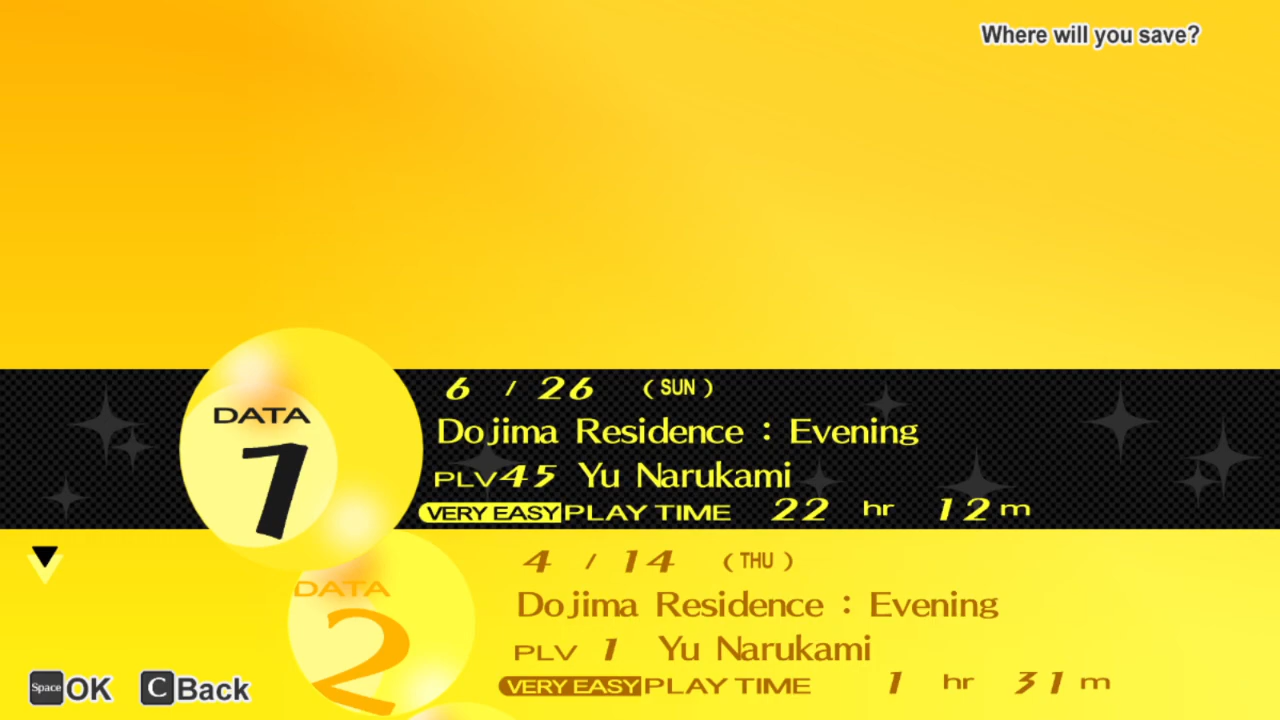 Where will you save?
DATA
1
6 / 26 (SUN)
Dojima Residence : Evening
PLV 45 Yu Narukami
VERY EASY PLAY TIME 22 hr 12 m
DATA
2
4 / 14 (THU)
Dojima Residence : Evening
PLV 1 Yu Narukami
VERY EASY PLAY TIME 1 hr 31 m
Space OK C Back